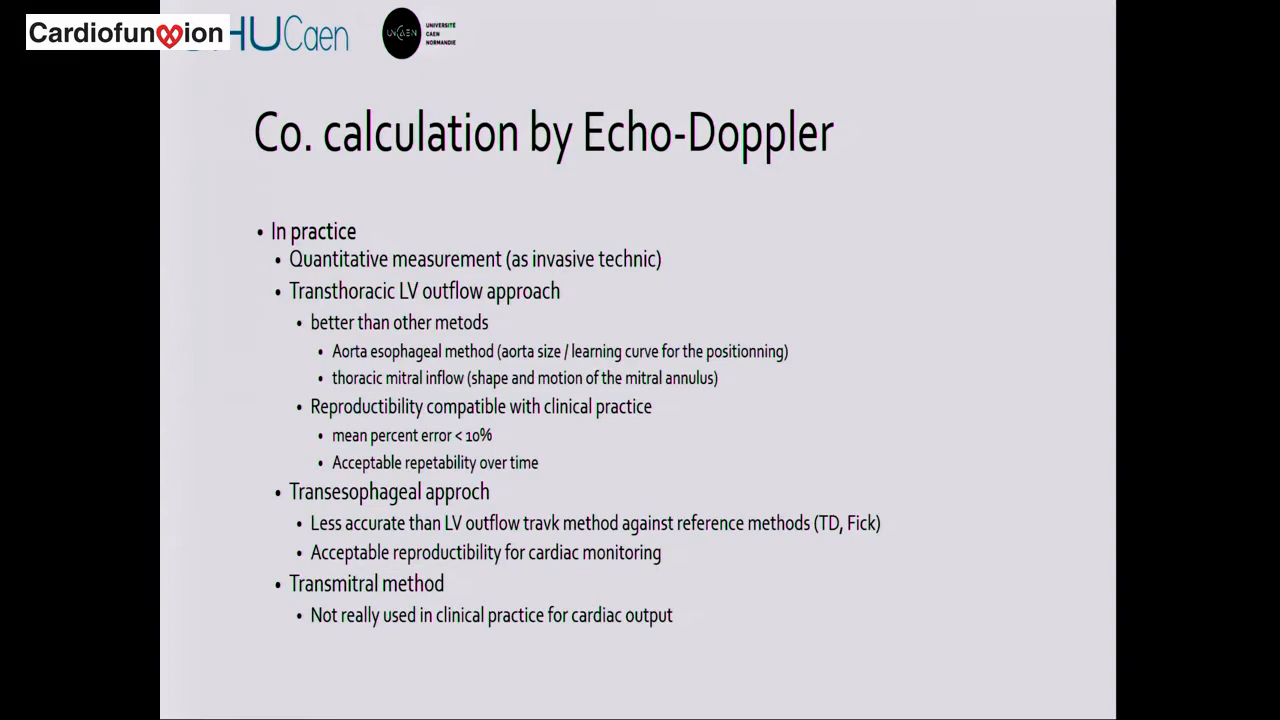 Cardiofunxion
HUCaen
UNICAEN
UNIVERSITÉ
CAEN
NORMANDIE
Co. calculation by Echo-Doppler
• In practice
• Quantitative measurement (as invasive technic)
• Transthoracic LV outflow approach
• better than other metods
• Aorta esophageal method (aorta size / learning curve for the positionning)
• thoracic mitral inflow (shape and motion of the mitral annulus)
• Reproductibility compatible with clinical practice
• mean percent error < 10%
• Acceptable repetability over time
• Transesophageal approch
• Less accurate than LV outflow travk method against reference methods (TD, Fick)
• Acceptable reproductibility for cardiac monitoring
• Transmitral method
• Not really used in clinical practice for cardiac output